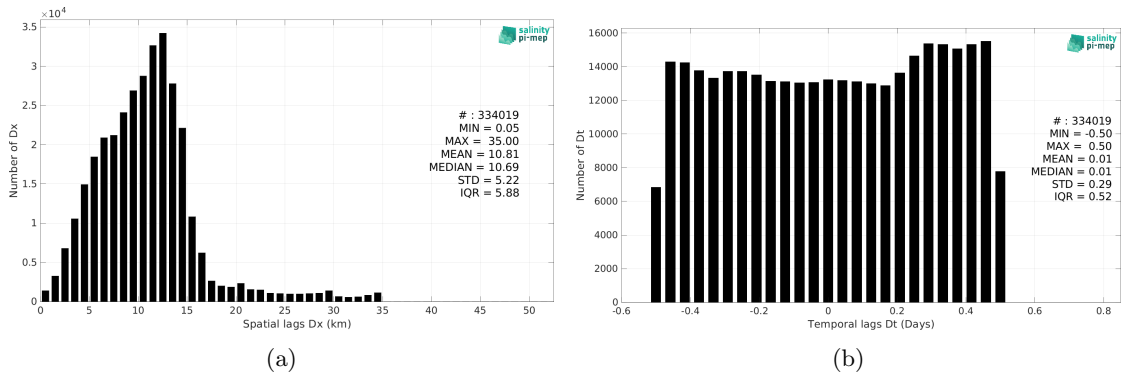 ×10⁴
3.5
3
2.5
2
1.5
1
0.5
0
Number of Dx
0 5 10 15 20 25 30 35 40 45 50
Spatial lags Dx (km)
salinity
pi-mep
# : 334019
MIN = 0.05
MAX = 35.00
MEAN = 10.81
MEDIAN = 10.69
STD = 5.22
IQR = 5.88
(a)
16000
14000
12000
10000
8000
6000
4000
2000
0
Number of Dt
-0.6 -0.4 -0.2 0 0.2 0.4 0.6 0.8
Temporal lags Dt (Days)
salinity
pi-mep
# : 334019
MIN = -0.50
MAX = 0.50
MEAN = 0.01
MEDIAN = 0.01
STD = 0.29
IQR = 0.52
(b)